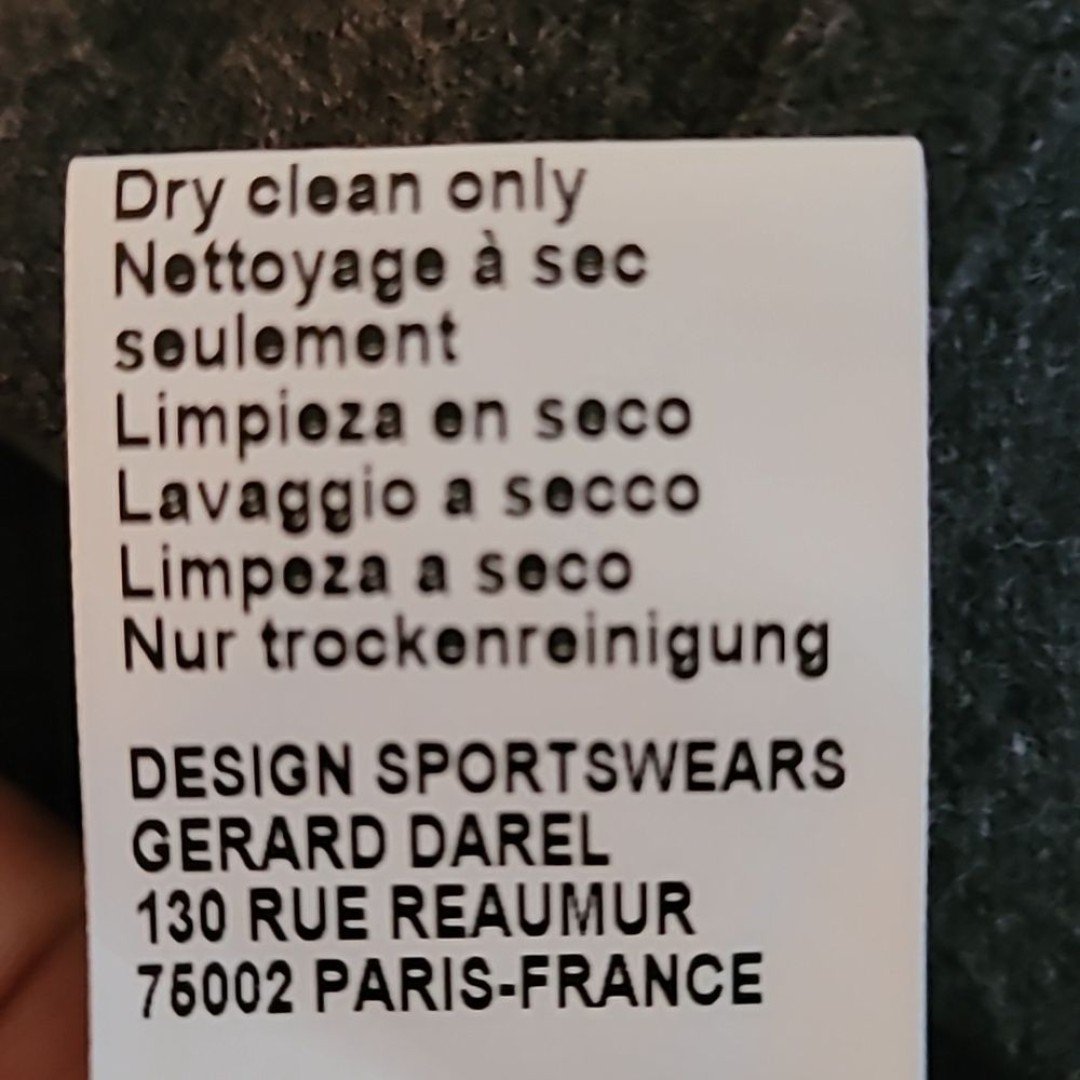 Dry clean only
Nettoyage à sec
seulement
Limpieza en seco
Lavaggio a secco
Limpeza a seco
Nur trockenreinigung
DESIGN SPORTSWEARS
GERARD DAREL
130 RUE REAUMUR
75002 PARIS-FRANCE